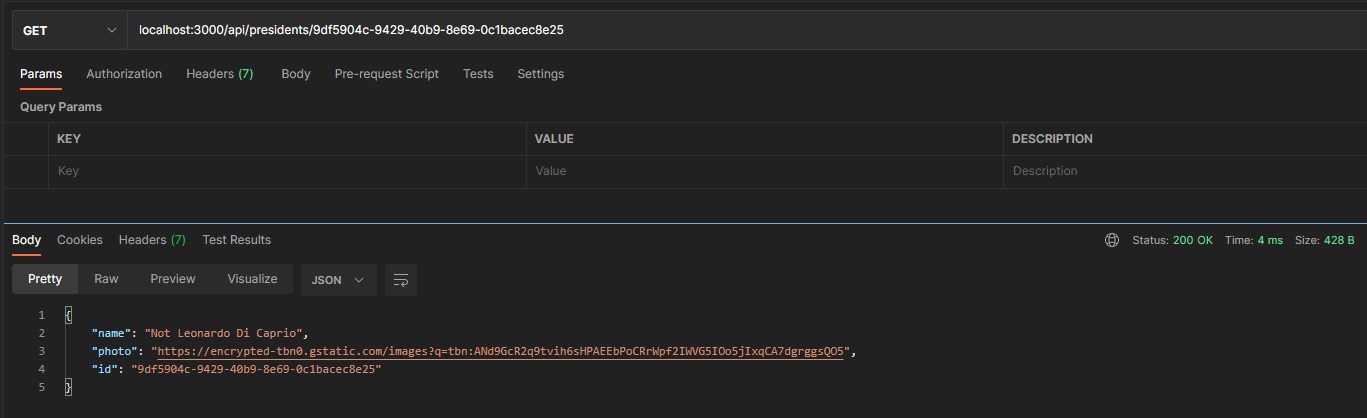 GET localhost:3000/api/presidents/9df5904c-9429-40b9-8e69-0c1bacec8e25
Params Authorization Headers (7) Body Pre-request Script Tests Settings
Query Params
KEY VALUE DESCRIPTION
Key Value Description
Body Cookies Headers (7) Test Results Status: 200 OK Time: 4 ms Size: 428 B
Pretty Raw Preview Visualize JSON
1 {
2 "name": "Not Leonardo Di Caprio",
3 "photo": "https://encrypted-tbn0.gstatic.com/images?q=tbn:ANd9GcR2q9tvih6sHPAEEbPoCRrWpf2IWVG5IOo5jIxqCA7dgrggsQO5",
4 "id": "9df5904c-9429-40b9-8e69-0c1bacec8e25"
5 }